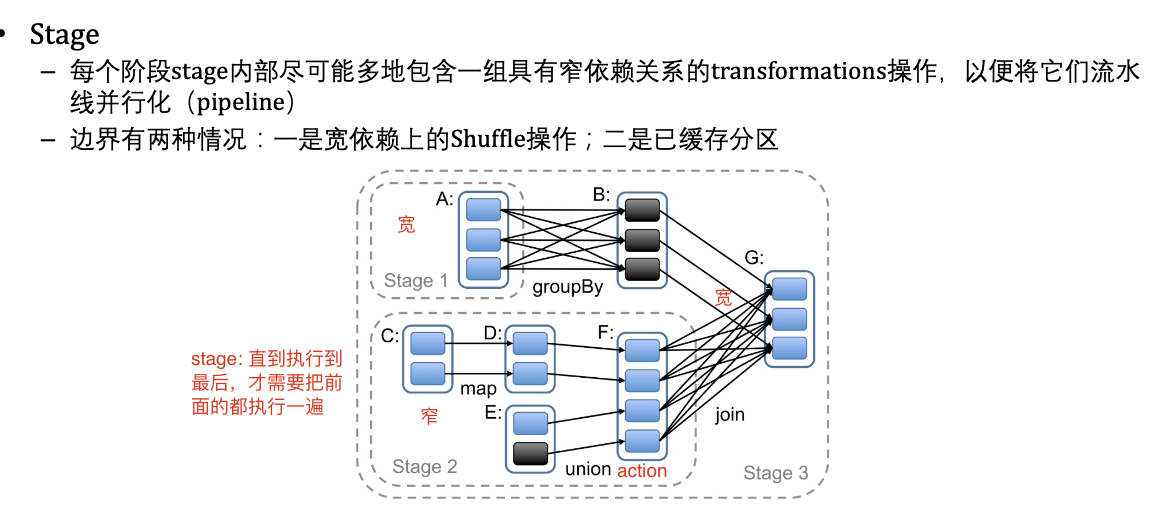 • Stage
– 每个阶段stage内部尽可能多地包含一组具有窄依赖关系的transformations操作，以便将它们流水
线并行化（pipeline）
– 边界有两种情况：一是宽依赖上的Shuffle操作；二是已缓存分区
A:
B:
宽
Stage 1
groupBy
G:
宽
C:
D:
F:
stage: 直到执行到
最后，才需要把前
面的都执行一遍
map
窄
E:
join
Stage 2
union action
Stage 3